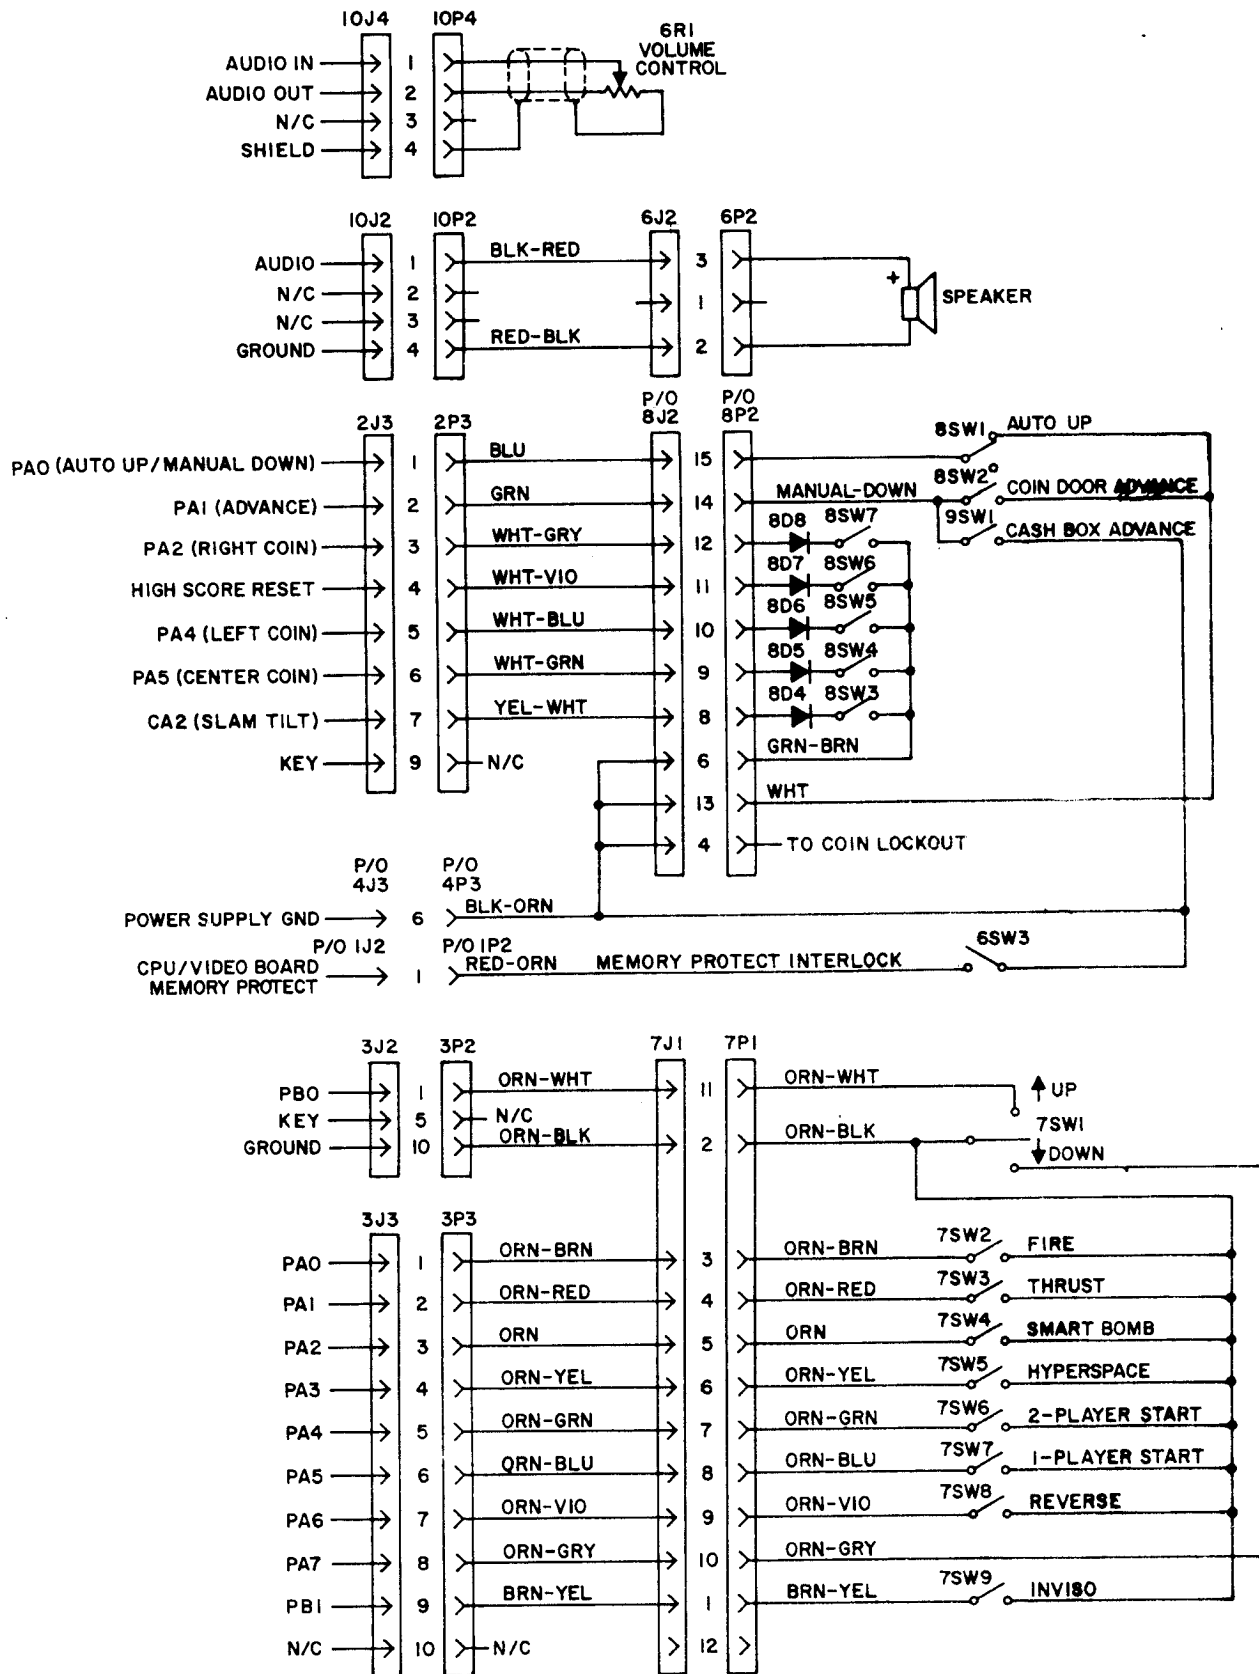 10J4 10P4
6R1
VOLUME
CONTROL
AUDIO IN 1
AUDIO OUT 2
N/C 3
SHIELD 4
10J2 10P2 6J2 6P2
AUDIO 1 BLK-RED 3
+
N/C 2 1 SPEAKER
N/C 3
GROUND 4 RED-BLK 2
P/O P/O
8J2 8P2
2J3 2P3 8SW1 AUTO UP
PA0 (AUTO UP/MANUAL DOWN) 1 BLU 15
8SW2
PA1 (ADVANCE) 2 GRN 14 MANUAL-DOWN COIN DOOR ADVANCE
9SW1 CASH BOX ADVANCE
PA2 (RIGHT COIN) 3 WHT-GRY 12 8D8 8SW7
HIGH SCORE RESET 4 WHT-VIO 11 8D7 8SW6
PA4 (LEFT COIN) 5 WHT-BLU 10 8D6 8SW5
PA5 (CENTER COIN) 6 WHT-GRN 9 8D5 8SW4
CA2 (SLAM TILT) 7 YEL-WHT 8 8D4 8SW3
KEY 9 N/C 6 GRN-BRN
13 WHT
4 TO COIN LOCKOUT
P/O P/O
4J3 4P3
POWER SUPPLY GND 6 BLK-ORN
P/O 1J2 P/O 1P2
CPU/VIDEO BOARD
MEMORY PROTECT 1 RED-ORN MEMORY PROTECT INTERLOCK 6SW3
3J2 3P2 7J1 7P1
PB0 1 ORN-WHT 11 ORN-WHT UP
KEY 5 N/C
7SW1
GROUND 10 ORN-BLK 2 ORN-BLK DOWN
3J3 3P3
PA0 1 ORN-BRN 3 ORN-BRN 7SW2 FIRE
PA1 2 ORN-RED 4 ORN-RED 7SW3 THRUST
PA2 3 ORN 5 ORN 7SW4 SMART BOMB
PA3 4 ORN-YEL 6 ORN-YEL 7SW5 HYPERSPACE
PA4 5 ORN-GRN 7 ORN-GRN 7SW6 2-PLAYER START
PA5 6 ORN-BLU 8 ORN-BLU 7SW7 1-PLAYER START
PA6 7 ORN-VIO 9 ORN-VIO 7SW8 REVERSE
PA7 8 ORN-GRY 10 ORN-GRY
PB1 9 BRN-YEL 1 BRN-YEL 7SW9 INVISO
N/C 10 N/C 12